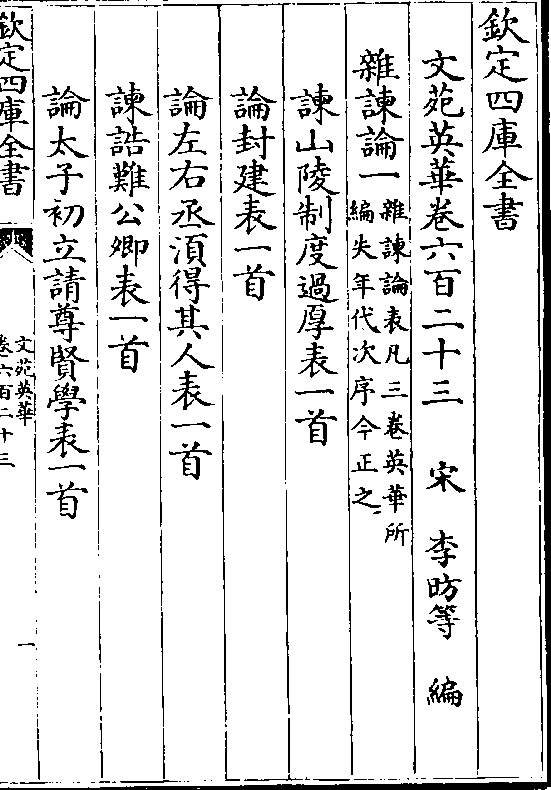 欽定四庫全書
文苑英華卷六百二十三 宋 李昉等 編
雜諫論一
雜諫論表凡三卷英華所
編失年代次序今正之
諫山陵制度過厚表一首
論封建表一首
論左右丞湏得其人表一首
諫誥難公卿表一首
論太子初立請尊賢學表一首
欽定四庫全書
文苑英華
卷六百二十三
一